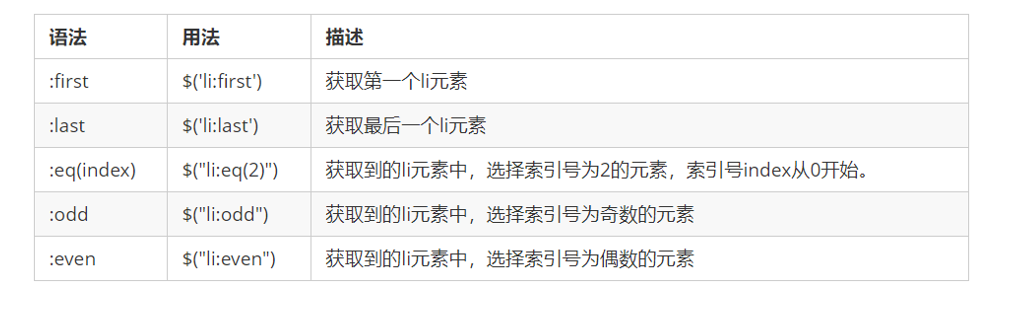 语法 用法 描述
:first $('li:first') 获取第一个li元素
:last $('li:last') 获取最后一个li元素
:eq(index) $("li:eq(2)") 获取到的li元素中，选择索引号为2的元素，索引号index从0开始。
:odd $("li:odd") 获取到的li元素中，选择索引号为奇数的元素
:even $("li:even") 获取到的li元素中，选择索引号为偶数的元素